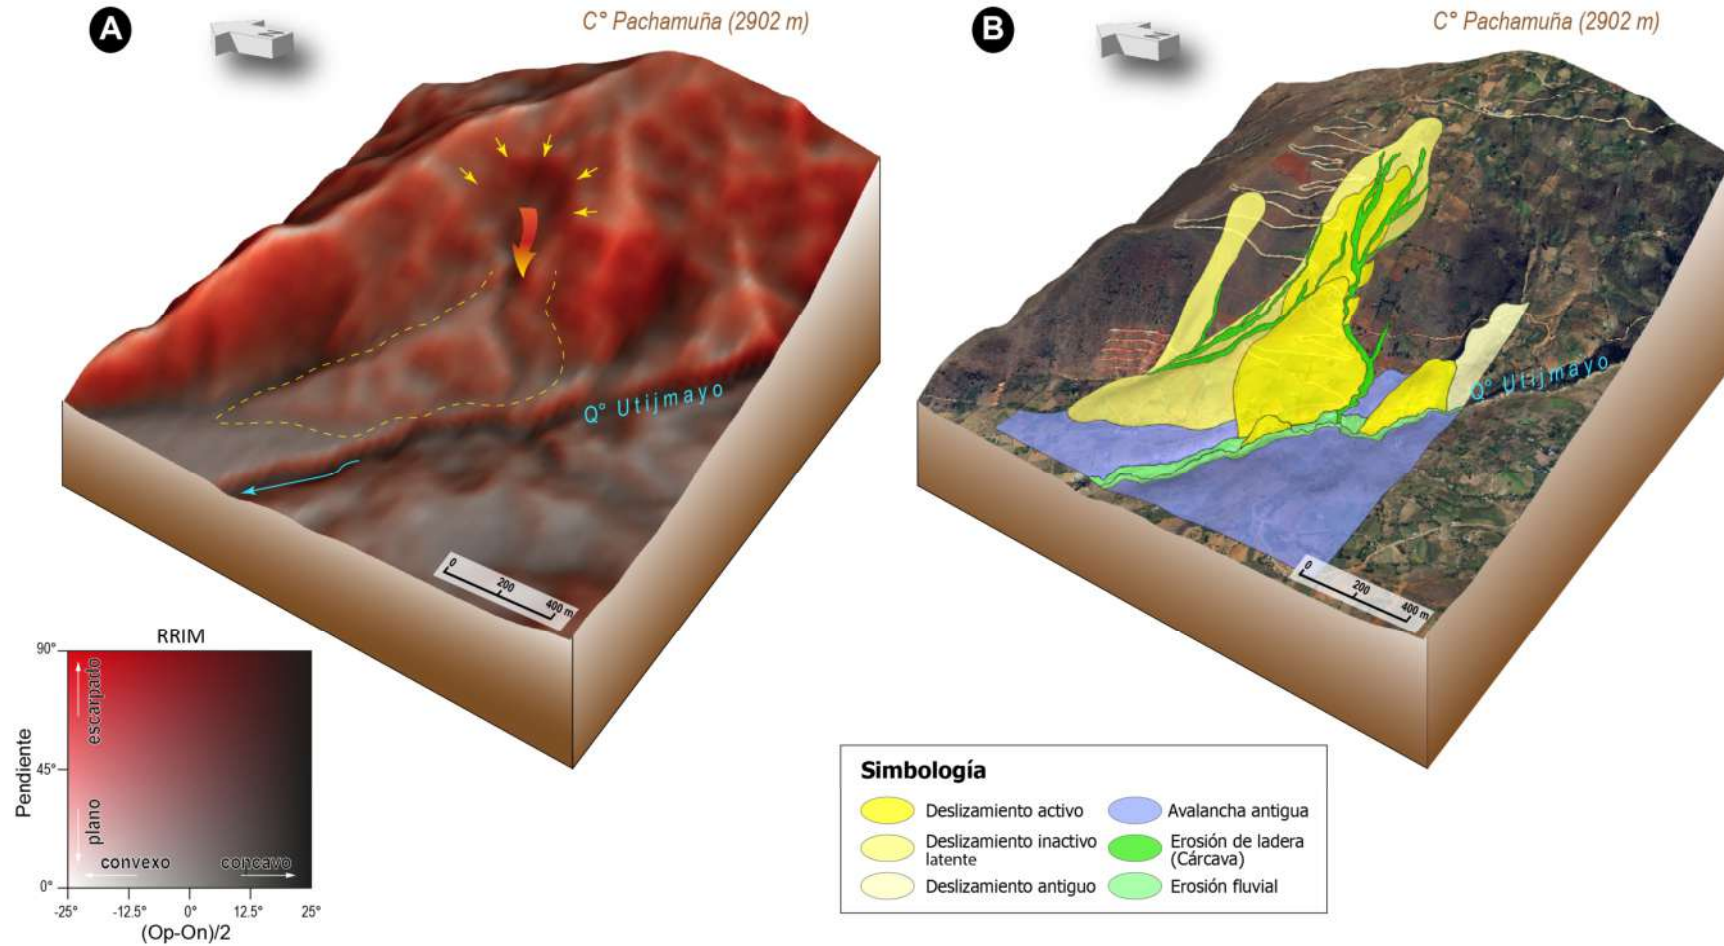 A
C° Pachamuña (2902 m)
Q° Utijmayo
0 200 400 m
B
C° Pachamuña (2902 m)
Q° Utijmayo
0 200 400 m
RRIM
90°
45°
0°
Pendiente
escarpado
plano
convexo
concavo
-25° -12.5° 0° 12.5° 25°
(Op-On)/2
Simbología
Deslizamiento activo
Deslizamiento inactivo
latente
Deslizamiento antiguo
Avalancha antigua
Erosión de ladera
(Cárcava)
Erosión fluvial